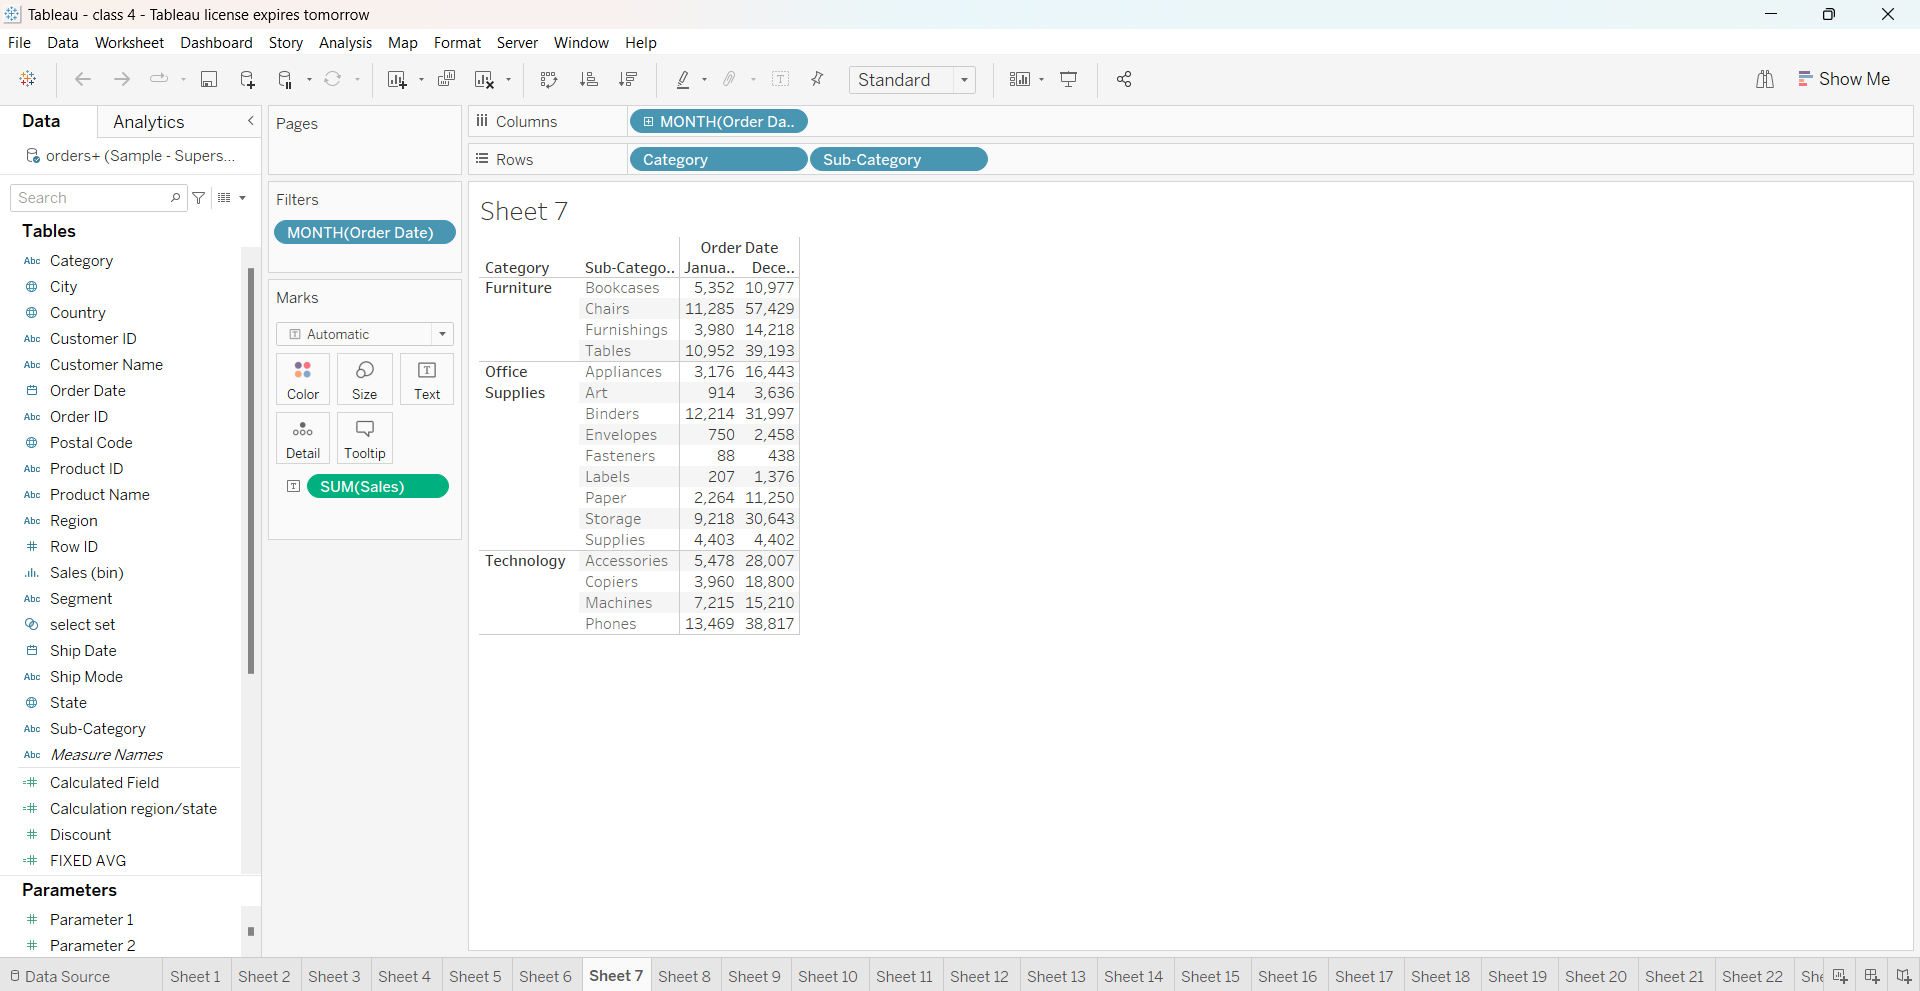 Tableau - class 4 - Tableau license expires tomorrow
File Data Worksheet Dashboard Story Analysis Map Format Server Window Help
Standard
Show Me
Data Analytics
orders+ (Sample - Supers...
Search
Tables
Abc Category
City
Country
Abc Customer ID
Abc Customer Name
Order Date
Abc Order ID
Postal Code
Abc Product ID
Abc Product Name
Abc Region
# Row ID
Sales (bin)
Abc Segment
select set
Ship Date
Abc Ship Mode
State
Abc Sub-Category
Abc Measure Names
=# Calculated Field
=# Calculation region/state
# Discount
=# FIXED AVG
Parameters
# Parameter 1
# Parameter 2
Pages
Filters
MONTH(Order Date)
Marks
T Automatic
Color Size Text
Detail Tooltip
T SUM(Sales)
Columns MONTH(Order Da..
Rows Category Sub-Category
Sheet 7
Order Date
Category Sub-Catego.. Janua.. Dece..
Furniture Bookcases 5,352 10,977
Chairs 11,285 57,429
Furnishings 3,980 14,218
Tables 10,952 39,193
Office Appliances 3,176 16,443
Supplies Art 914 3,636
Binders 12,214 31,997
Envelopes 750 2,458
Fasteners 88 438
Labels 207 1,376
Paper 2,264 11,250
Storage 9,218 30,643
Supplies 4,403 4,402
Technology Accessories 5,478 28,007
Copiers 3,960 18,800
Machines 7,215 15,210
Phones 13,469 38,817
Data Source Sheet 1 Sheet 2 Sheet 3 Sheet 4 Sheet 5 Sheet 6 Sheet 7 Sheet 8 Sheet 9 Sheet 10 Sheet 11 Sheet 12 Sheet 13 Sheet 14 Sheet 15 Sheet 16 Sheet 17 Sheet 18 Sheet 19 Sheet 20 Sheet 21 Sheet 22 She